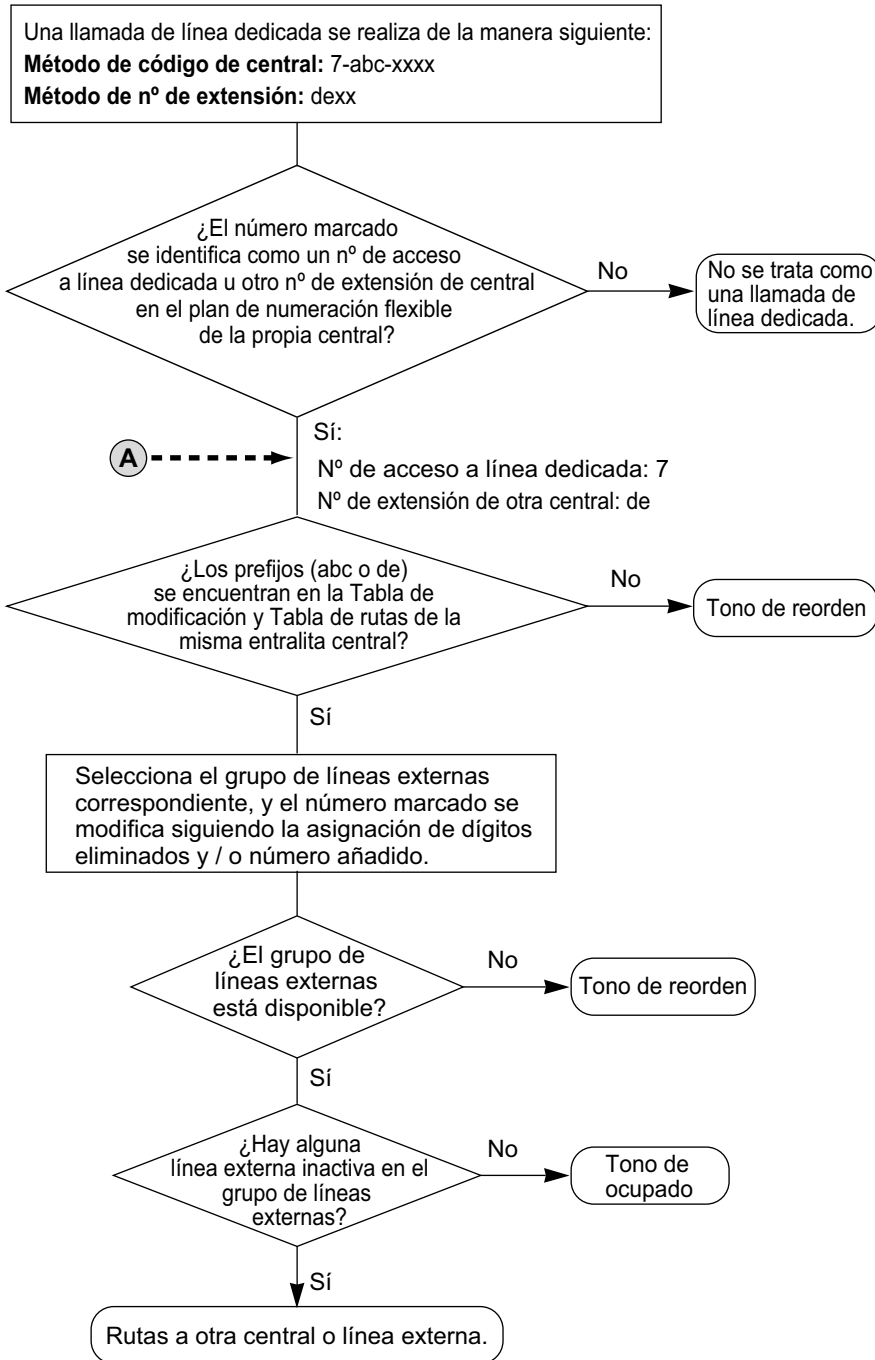 Una llamada de línea dedicada se realiza de la manera siguiente:
Método de código de central: 7-abc-xxxx
Método de nº de extensión: dexx
¿El número marcado
se identifica como un nº de acceso
a línea dedicada u otro nº de extensión de central
en el plan de numeración flexible
de la propia central?
No
No se trata como
una llamada de
línea dedicada.
Sí:
A
Nº de acceso a línea dedicada: 7
Nº de extensión de otra central: de
¿Los prefijos (abc o de)
se encuentran en la Tabla de
modificación y Tabla de rutas de la
misma entralita central?
No
Tono de reorden
Sí
Selecciona el grupo de líneas externas
correspondiente, y el número marcado se
modifica siguiendo la asignación de dígitos
eliminados y / o número añadido.
¿El grupo de
líneas externas
está disponible?
No
Tono de reorden
Sí
¿Hay alguna
línea externa inactiva en el
grupo de líneas
externas?
No
Tono de
ocupado
Sí
Rutas a otra central o línea externa.